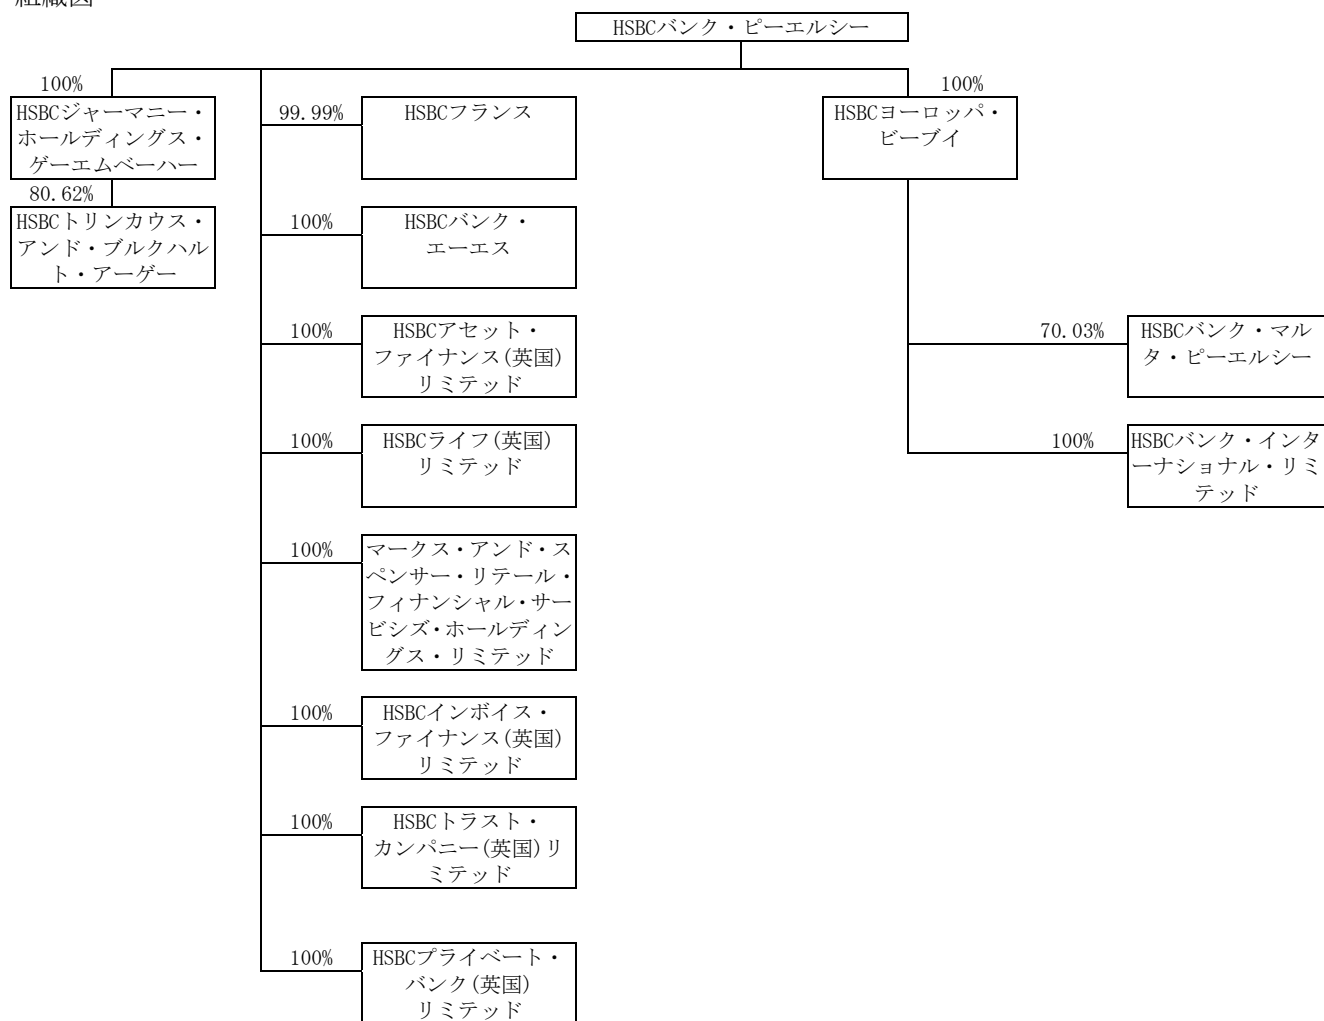 組織図
HSBCバンク・ピーエルシー
100%
100%
HSBCジャーマニー・
ホールディングス・
ゲーエムベーハー
99.99%
HSBCフランス
HSBCヨーロッパ・
ビーブイ
80.62%
HSBCトリンカウス・
アンド・ブルクハル
ト・アーゲー
100%
HSBCバンク・
エーエス
100%
HSBCアセット・
ファイナンス(英国)
リミテッド
70.03%
HSBCバンク・マル
タ・ピーエルシー
100%
HSBCライフ(英国)
リミテッド
100%
HSBCバンク・インタ
ーナショナル・リミ
テッド
100%
マークス・アンド・ス
ペンサー・リテール・
フィナンシャル・サー
ビシズ・ホールディン
グス・リミテッド
100%
HSBCインボイス・
ファイナンス(英国)
リミテッド
100%
HSBCトラスト・
カンパニー(英国)リ
ミテッド
100%
HSBCプライベート・
バンク(英国)
リミテッド